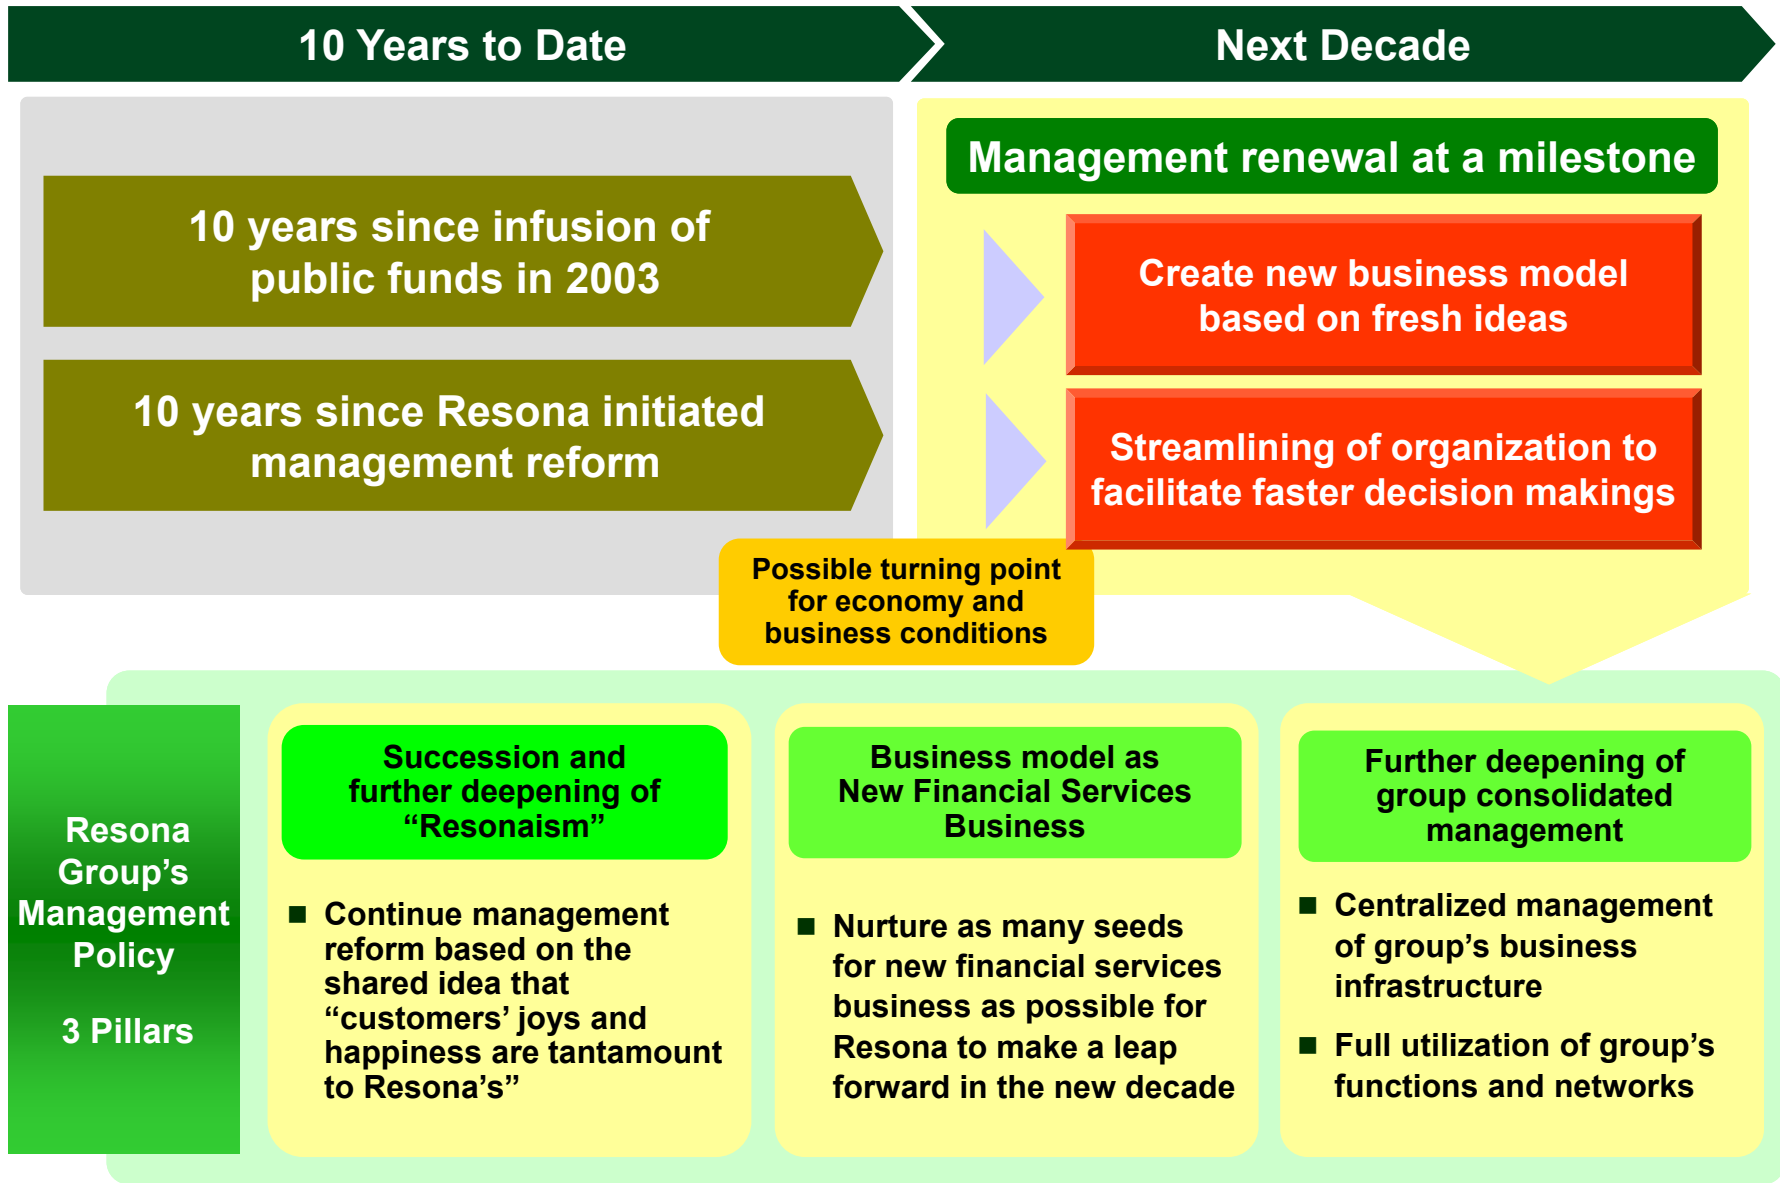 10 Years to Date
Next Decade
10 years since infusion of
public funds in 2003
10 years since Resona initiated
management reform
Management renewal at a milestone
Create new business model
based on fresh ideas
Streamlining of organization to
facilitate faster decision makings
Possible turning point
for economy and
business conditions
Resona
Group’s
Management
Policy
3 Pillars
Succession and
further deepening of
“Resonaism”
■ Continue management
reform based on the
shared idea that
“customers’ joys and
happiness are tantamount
to Resona’s”
Business model as
New Financial Services
Business
■ Nurture as many seeds
for new financial services
business as possible for
Resona to make a leap
forward in the new decade
Further deepening of
group consolidated
management
■ Centralized management
of group’s business
infrastructure
■ Full utilization of group’s
functions and networks